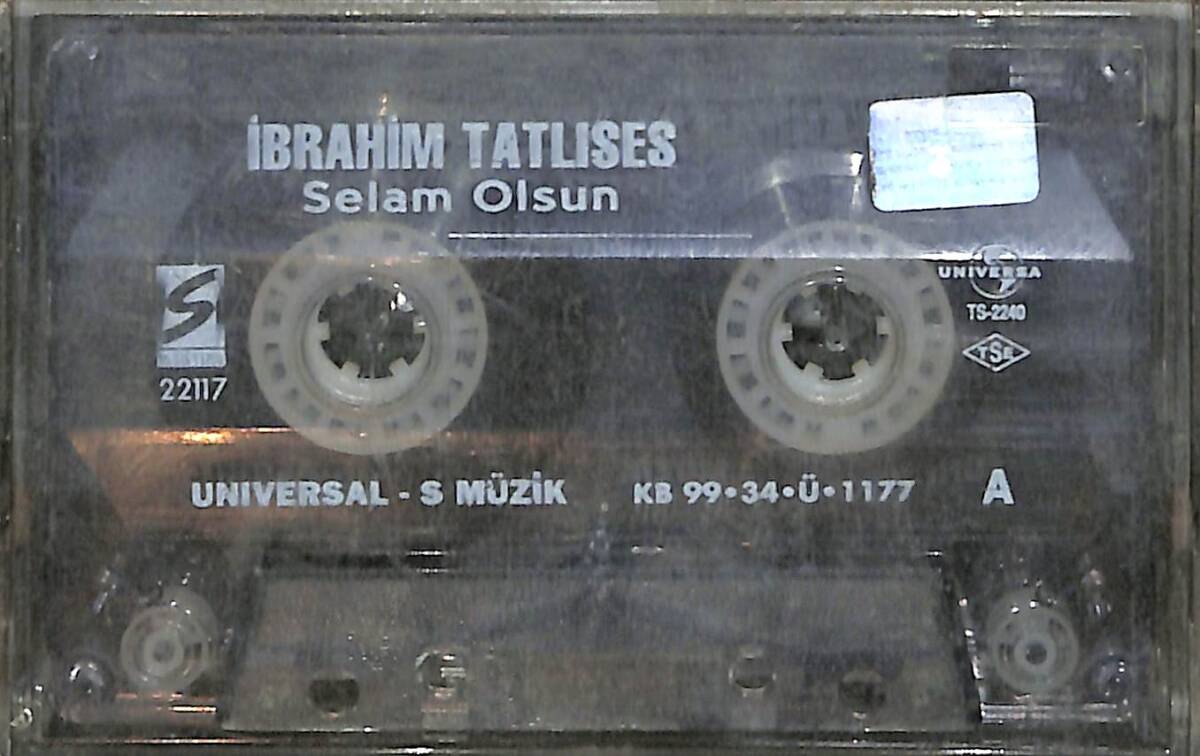 İBRAHİM TATLISES
Selam Olsun
S
22117
UNIVERSA
TS-2240
TSE
UNIVERSAL - S MÜZİK
KB 99•34•Ü•1177
A